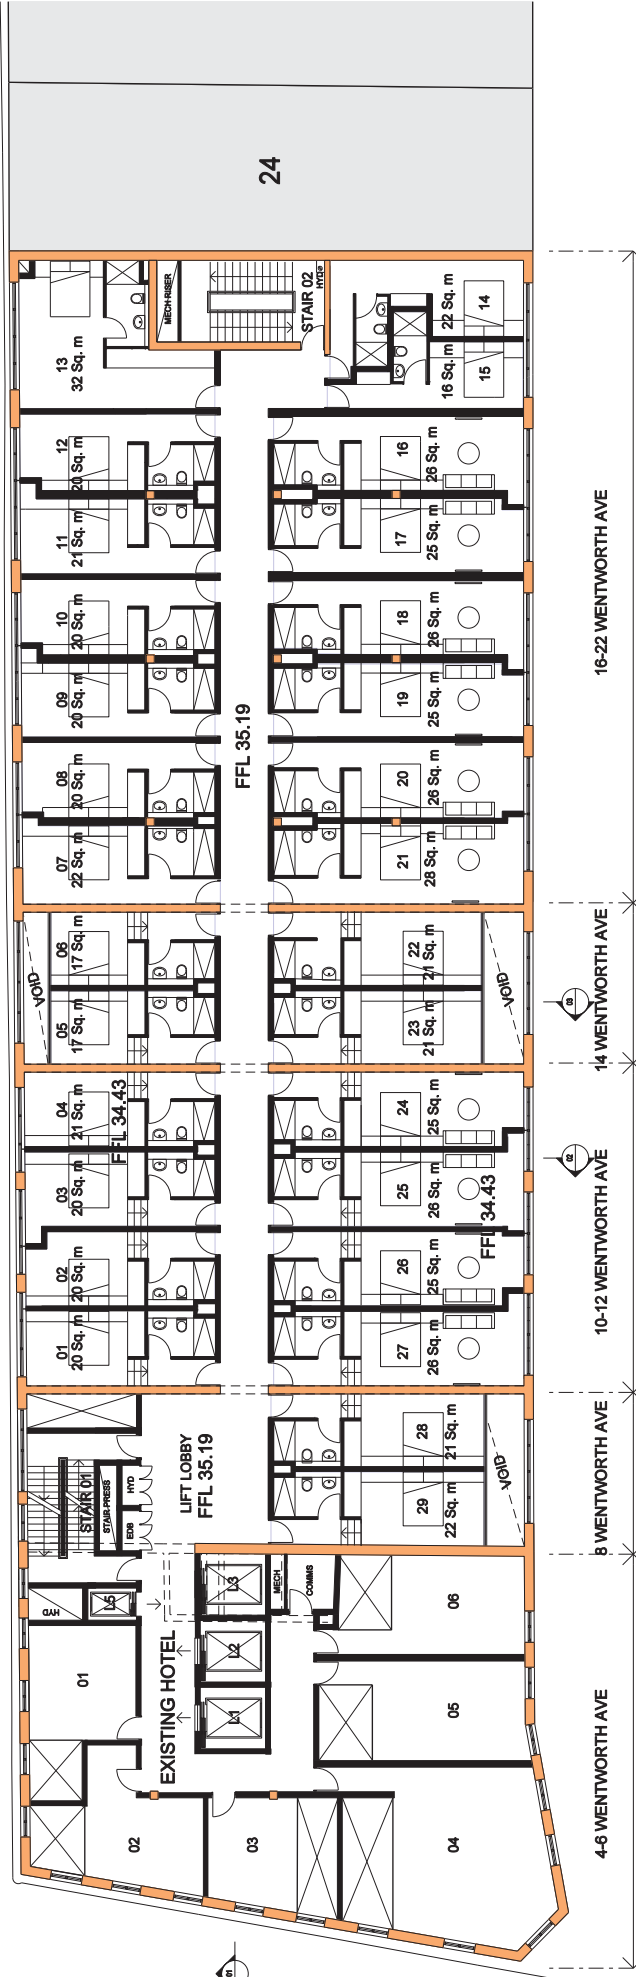 24
MECH-RISER
STAIR 02
HYD
13
32 Sq. m
14
22 Sq. m
15
16 Sq. m
12
20 Sq. m
11
21 Sq. m
16
26 Sq. m
17
25 Sq. m
10
20 Sq. m
09
20 Sq. m
18
26 Sq. m
19
25 Sq. m
16-22 WENTWORTH AVE
FFL 35.19
08
20 Sq. m
07
22 Sq. m
20
26 Sq. m
21
28 Sq. m
VOID
06
17 Sq. m
05
17 Sq. m
22
21 Sq. m
23
21 Sq. m
VOID
14 WENTWORTH AVE
03
04
21 Sq. m
03
20 Sq. m
FFL 34.43
24
25 Sq. m
25
26 Sq. m
FFL 34.43
02
10-12 WENTWORTH AVE
02
20 Sq. m
01
20 Sq. m
26
25 Sq. m
27
26 Sq. m
STAIR 01
STAIR-PRESS
HYD
EDB
LIFT LOBBY
FFL 35.19
28
21 Sq. m
29
22 Sq. m
VOID
8 WENTWORTH AVE
HYD
L5
L3
MECH
COMMS
06
01
EXISTING HOTEL
L2
L1
05
02
03
04
4-6 WENTWORTH AVE
01